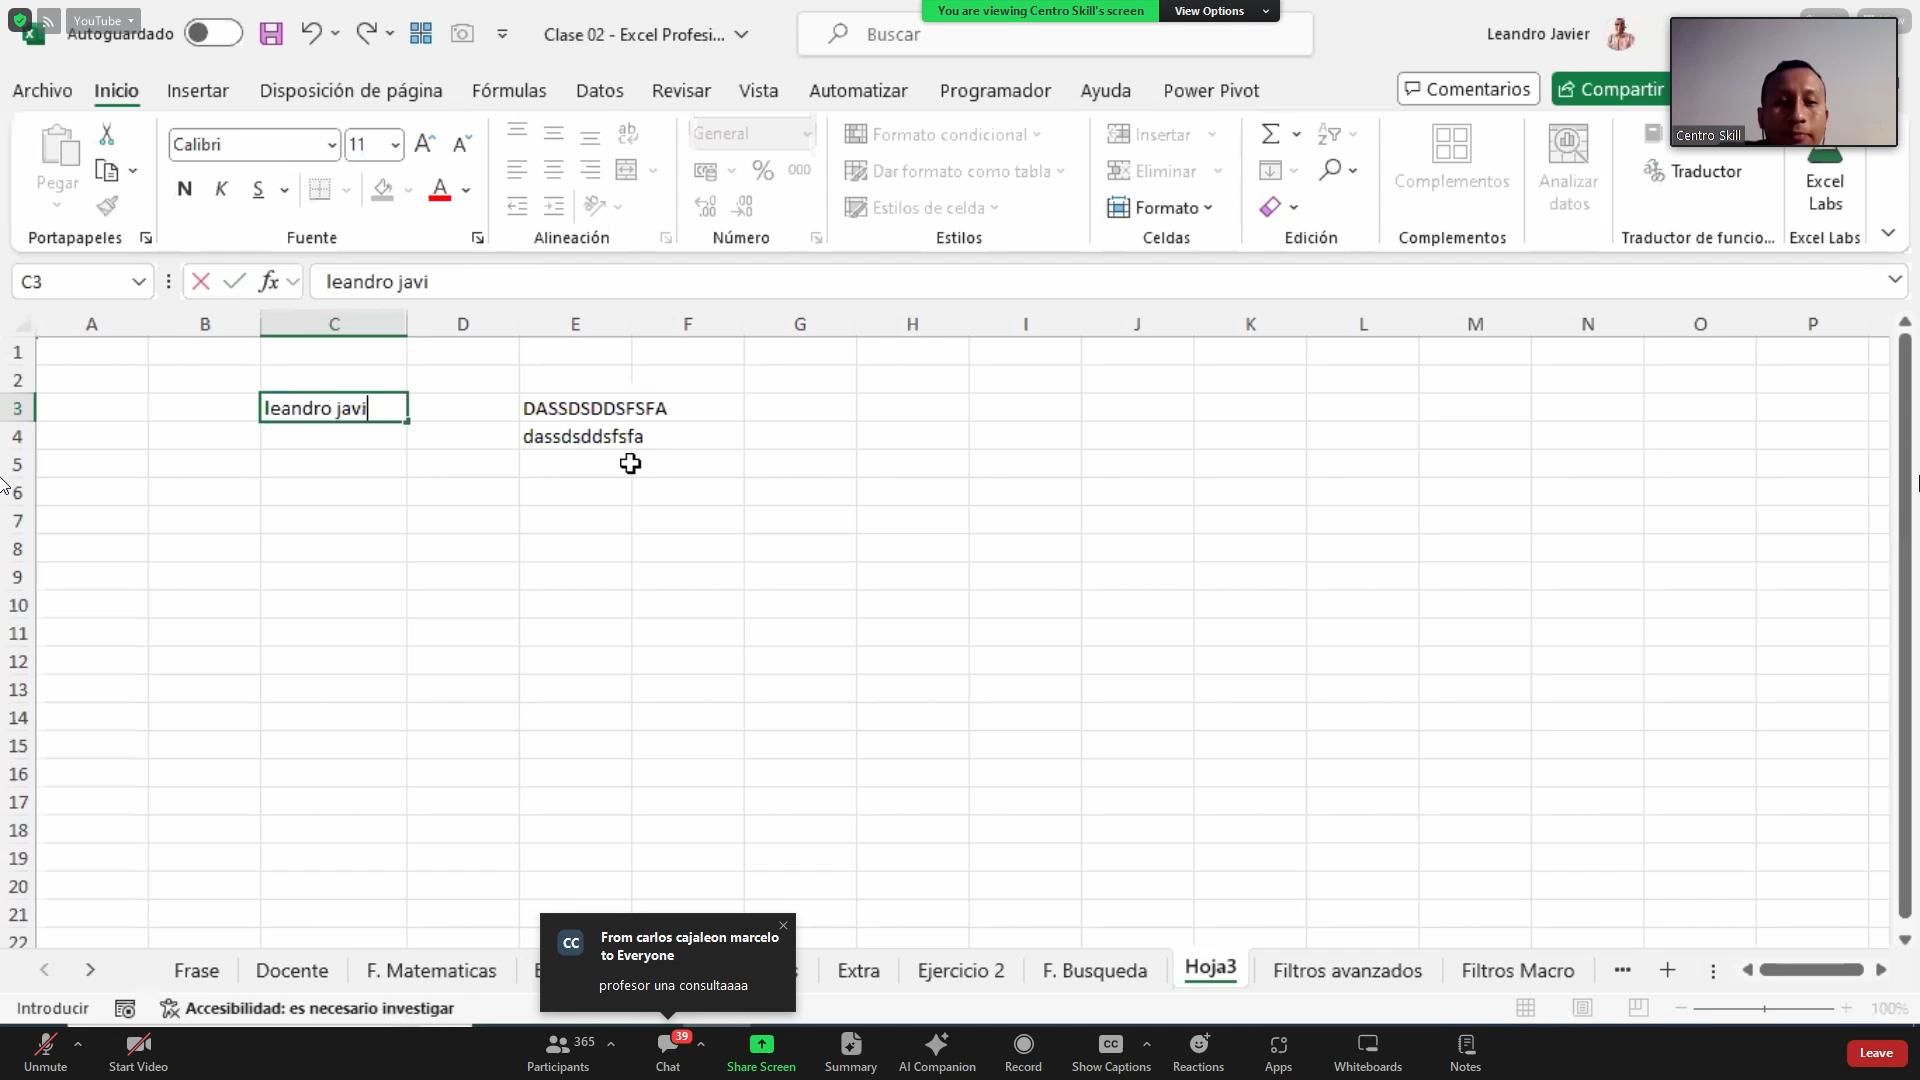 YouTube
You are viewing Centro Skill's screen
View Options
Autoguardado
Clase 02 - Excel Profesi...
Buscar
Leandro Javier
Archivo
Inicio
Insertar
Disposición de página
Fórmulas
Datos
Revisar
Vista
Automatizar
Programador
Ayuda
Power Pivot
Comentarios
Compartir
Centro Skill
Pegar
Portapapeles
Calibri
11
N K S
Fuente
Alineación
General
% 000
Número
Formato condicional
Dar formato como tabla
Estilos de celda
Estilos
Insertar
Eliminar
Formato
Celdas
Edición
Complementos
Complementos
Analizar
datos
Traductor
Traductor de funcio...
Excel
Labs
Excel Labs
C3
fx
leandro javi
A B C D E F G H I J K L M N O P
1
2
3 leandro javi DASSDSDDSFSFA
4 dassdsddsfsfa
5
6
7
8
9
10
11
12
13
14
15
16
17
18
19
20
21
22
CC
From carlos cajaleon marcelo
to Everyone
profesor una consultaaaa
Frase
Docente
F. Matematicas
Extra
Ejercicio 2
F. Busqueda
Hoja3
Filtros avanzados
Filtros Macro
Introducir
Accesibilidad: es necesario investigar
100%
Unmute
Start Video
365
Participants
39
Chat
Share Screen
Summary
AI Companion
Record
CC
Show Captions
Reactions
Apps
Whiteboards
Notes
Leave